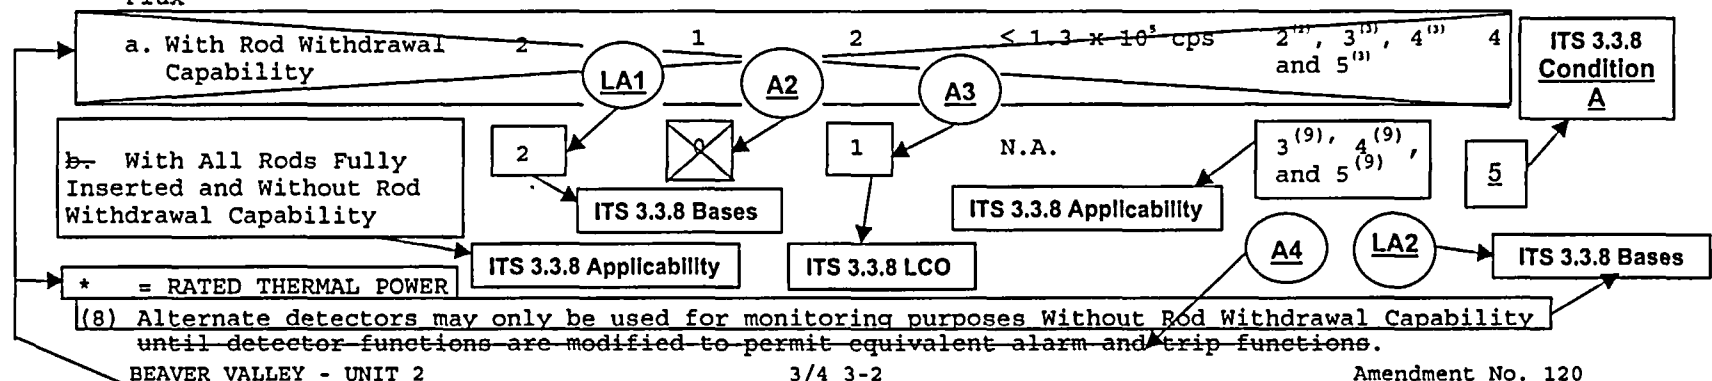 Flux
a. With Rod Withdrawal 2 1 2 < 1.3 x 10⁵ cps 2⁽²⁾, 3⁽³⁾, 4⁽³⁾ 4
Capability and 5⁽³⁾
ITS 3.3.8
Condition
A
LA1 A2 A3
b. With All Rods Fully
Inserted and Without Rod
Withdrawal Capability
2 0 1 N.A. 3⁽⁹⁾, 4⁽⁹⁾,
and 5⁽⁹⁾
5
ITS 3.3.8 Bases
ITS 3.3.8 Applicability
A4 LA2
ITS 3.3.8 Applicability
ITS 3.3.8 LCO
ITS 3.3.8 Bases
* = RATED THERMAL POWER
(8) Alternate detectors may only be used for monitoring purposes Without Rod Withdrawal Capability
until detector functions are modified to permit equivalent alarm and trip functions.
BEAVER VALLEY - UNIT 2 3/4 3-2 Amendment No. 120